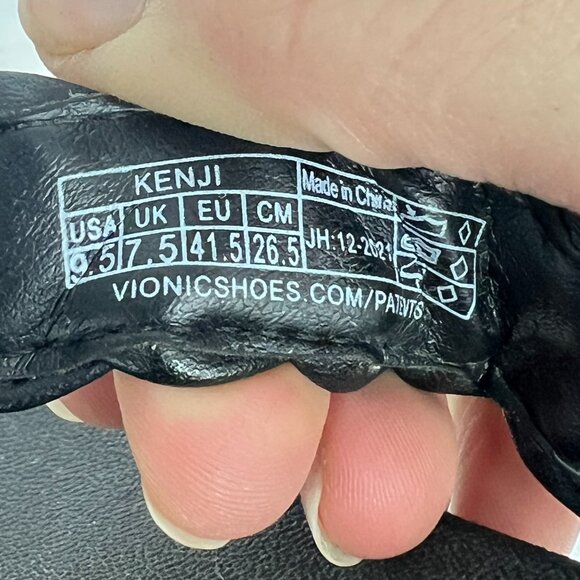 KENJI
Made in China
USA UK EU CM
9.5 7.5 41.5 26.5
JH:12-2021
VIONICSHOES.COM/PATENTS